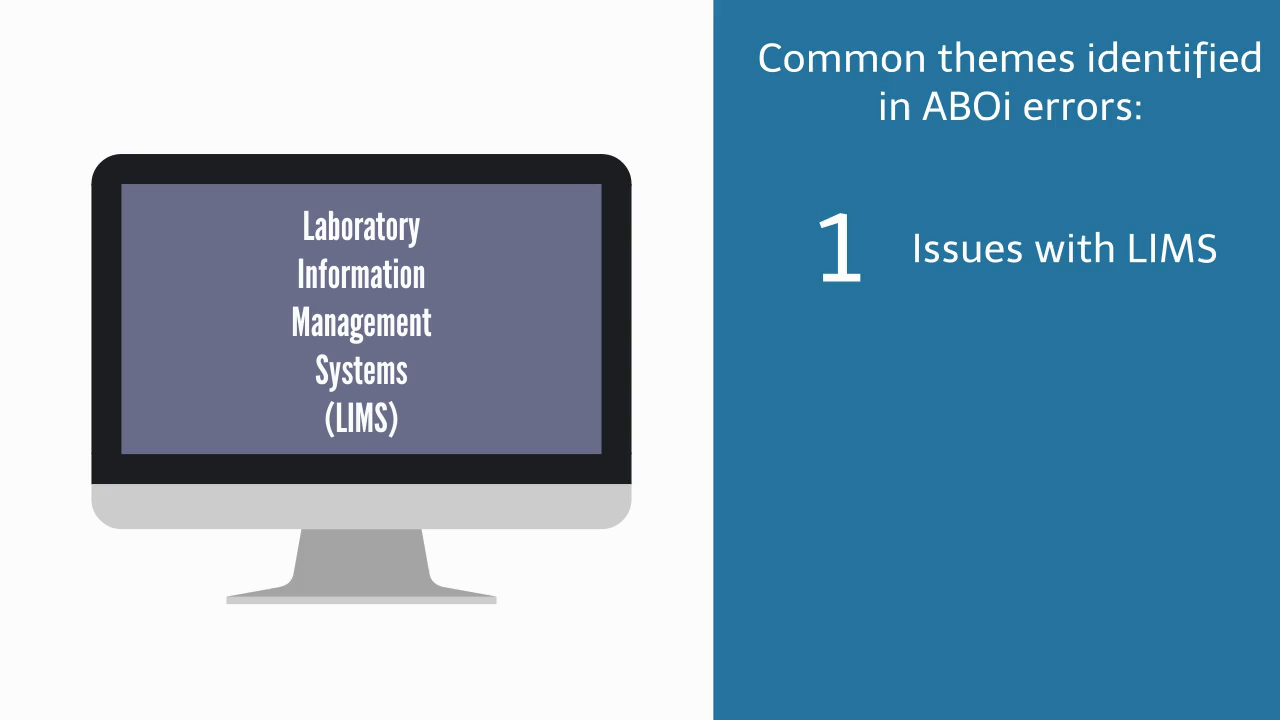 Laboratory
Information
Management
Systems
(LIMS)
Common themes identified
in ABOi errors:
1 Issues with LIMS